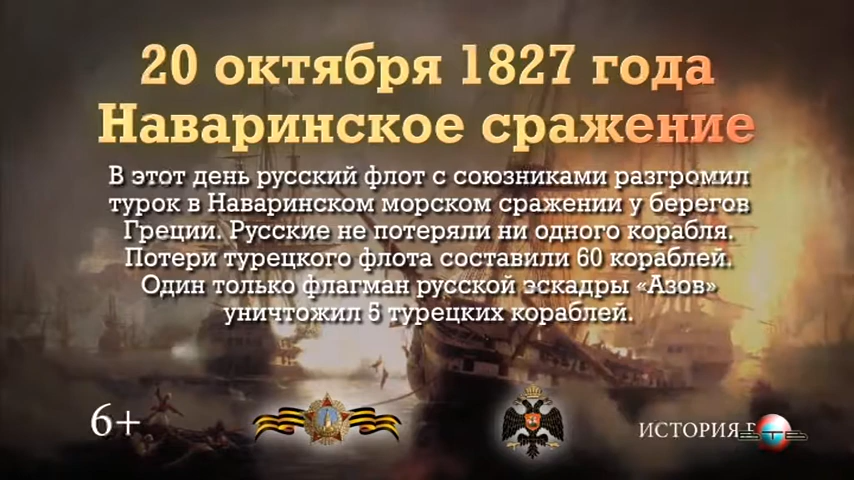 20 октября 1827 года
Наваринское сражение
В этот день русский флот с союзниками разгромил
турок в Наваринском морском сражении у берегов
Греции. Русские не потеряли ни одного корабля.
Потери турецкого флота составили 60 кораблей.
Один только флагман русской эскадры «Азов»
уничтожил 5 турецких кораблей.
6+
ИСТОРИЯ.